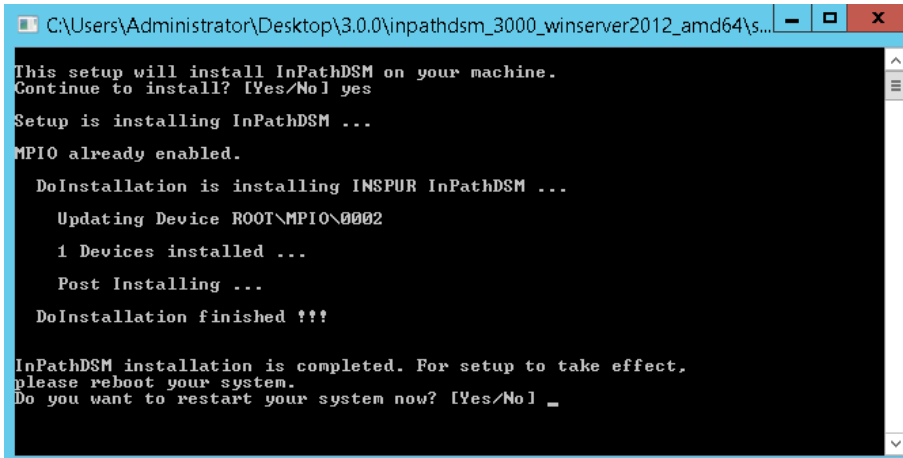 C:\Users\Administrator\Desktop\3.0.0\inpathdsm_3000_winserver2012_amd64\s...
This setup will install InPathDSM on your machine.
Continue to install? [Yes/No] yes
Setup is installing InPathDSM ...
MPIO already enabled.
DoInstallation is installing INSPUR InPathDSM ...
Updating Device ROOT\MPIO\0002
1 Devices installed ...
Post Installing ...
DoInstallation finished !!!
InPathDSM installation is completed. For setup to take effect,
please reboot your system.
Do you want to restart your system now? [Yes/No] _